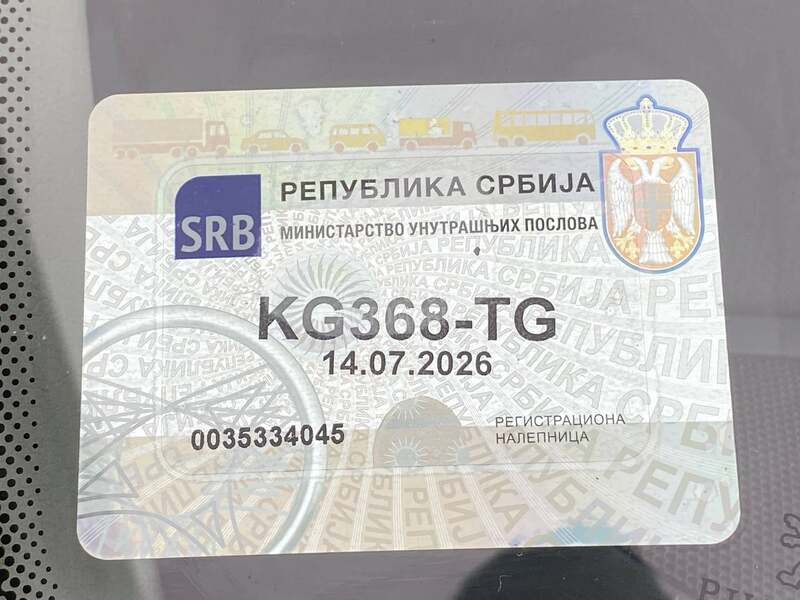 РЕПУБЛИКА СРБИЈА
SRB
МИНИСТАРСТВО УНУТРАШЊИХ ПОСЛОВА
KG368-TG
14.07.2026
0035334045
РЕГИСТРАЦИОНА
НАЛЕПНИЦА